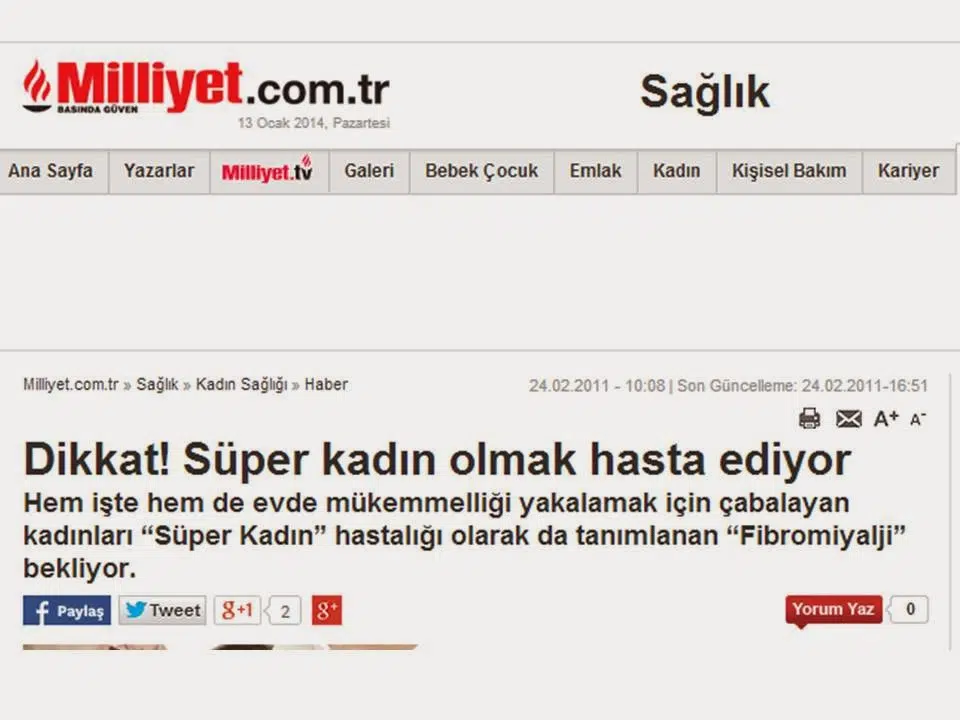 Milliyet.com.tr
BASINDA GÜVEN
13 Ocak 2014, Pazartesi
Sağlık
Ana Sayfa Yazarlar Milliyet.tv Galeri Bebek Çocuk Emlak Kadın Kişisel Bakım Kariyer
Milliyet.com.tr » Sağlık » Kadın Sağlığı » Haber
24.02.2011 - 10:08 | Son Güncelleme: 24.02.2011-16:51
A+ A-
Dikkat! Süper kadın olmak hasta ediyor
Hem işte hem de evde mükemmelliği yakalamak için çabalayan
kadınları “Süper Kadın” hastalığı olarak da tanımlanan “Fibromiyalji”
bekliyor.
f Paylaş Tweet g+1 2 g+ Yorum Yaz 0